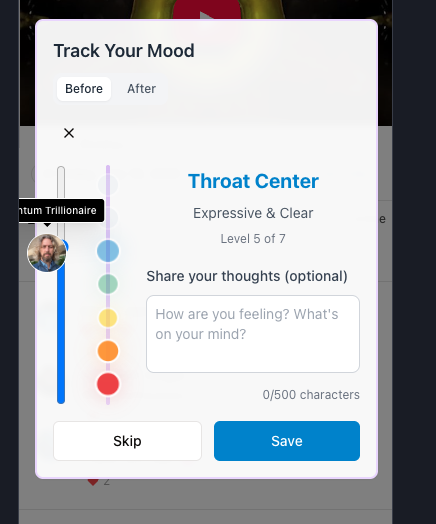 Track Your Mood
Before
After
ntum Trillionaire
Throat Center
Expressive & Clear
Level 5 of 7
Share your thoughts (optional)
How are you feeling? What's
on your mind?
0/500 characters
Skip
Save
e
2